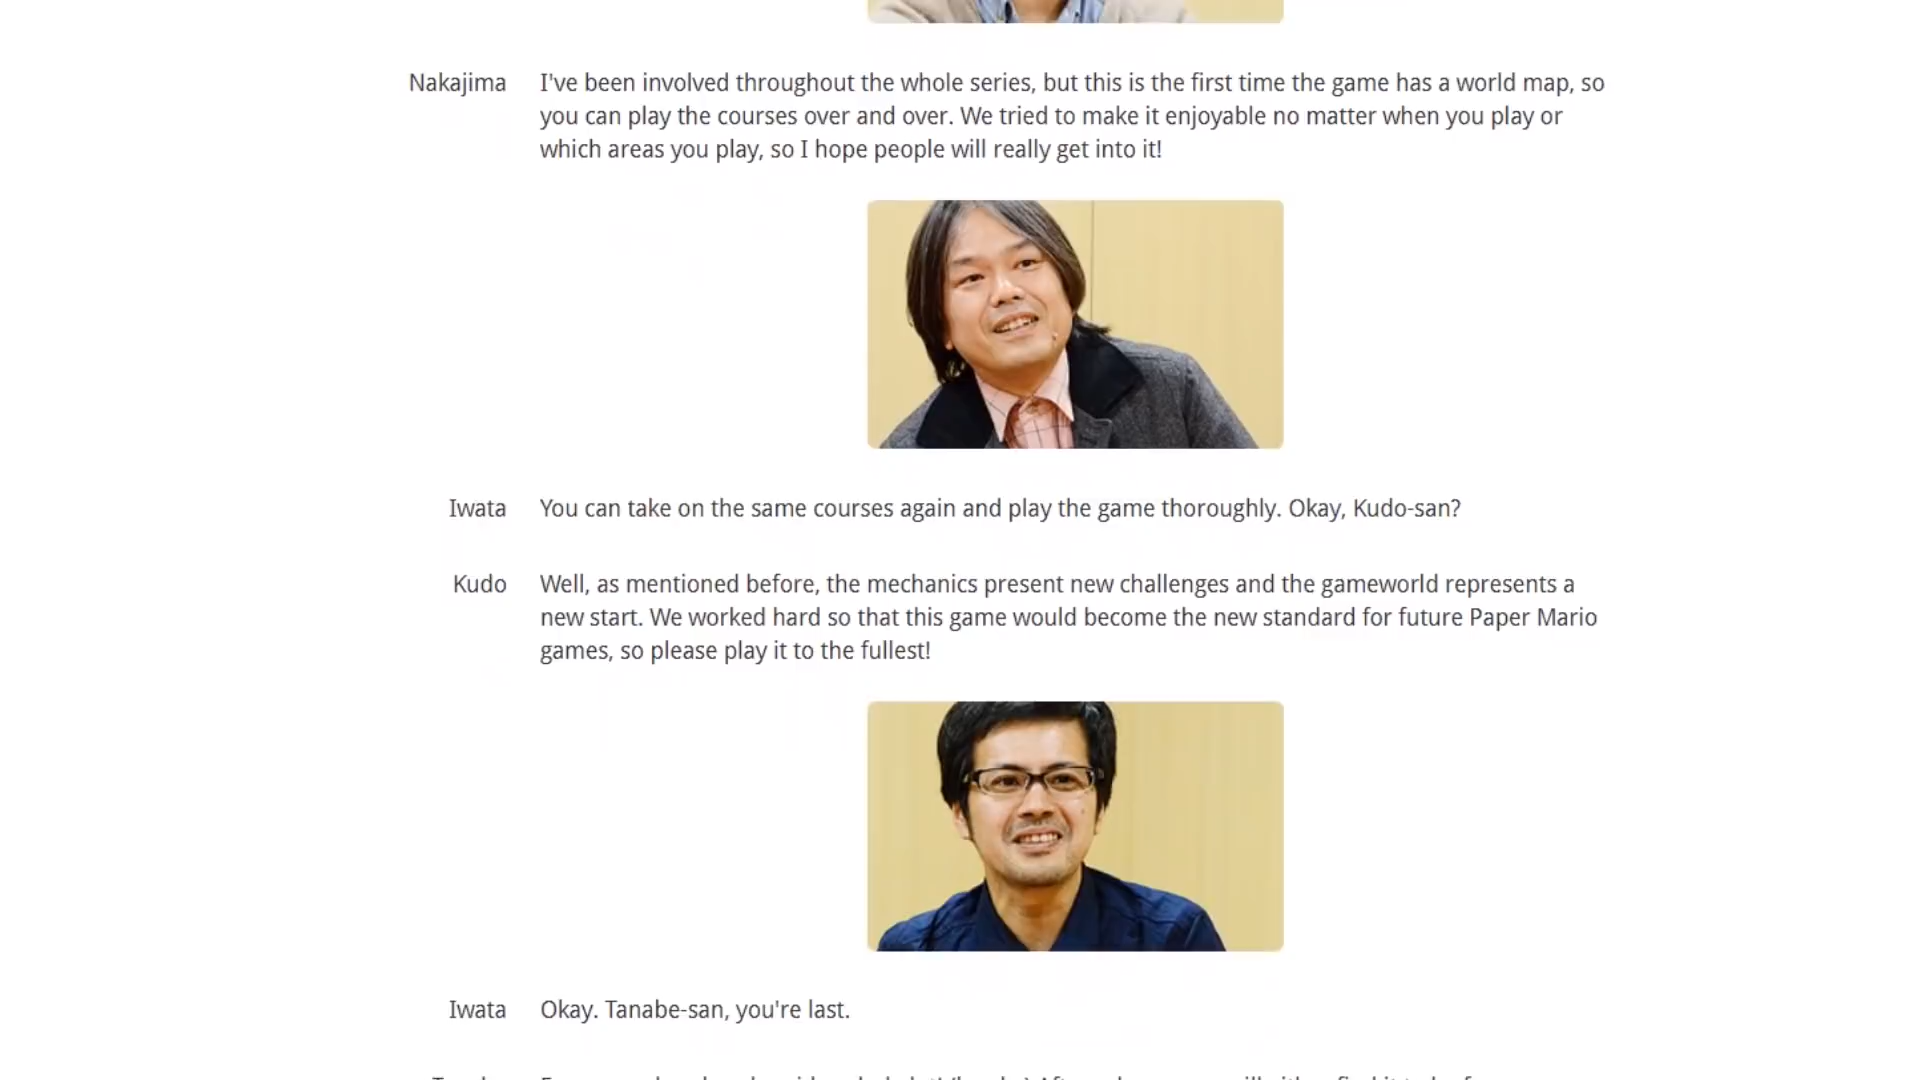 Nakajima I've been involved throughout the whole series, but this is the first time the game has a world map, so
you can play the courses over and over. We tried to make it enjoyable no matter when you play or
which areas you play, so I hope people will really get into it!
Iwata You can take on the same courses again and play the game thoroughly. Okay, Kudo-san?
Kudo Well, as mentioned before, the mechanics present new challenges and the gameworld represents a
new start. We worked hard so that this game would become the new standard for future Paper Mario
games, so please play it to the fullest!
Iwata Okay. Tanabe-san, you're last.